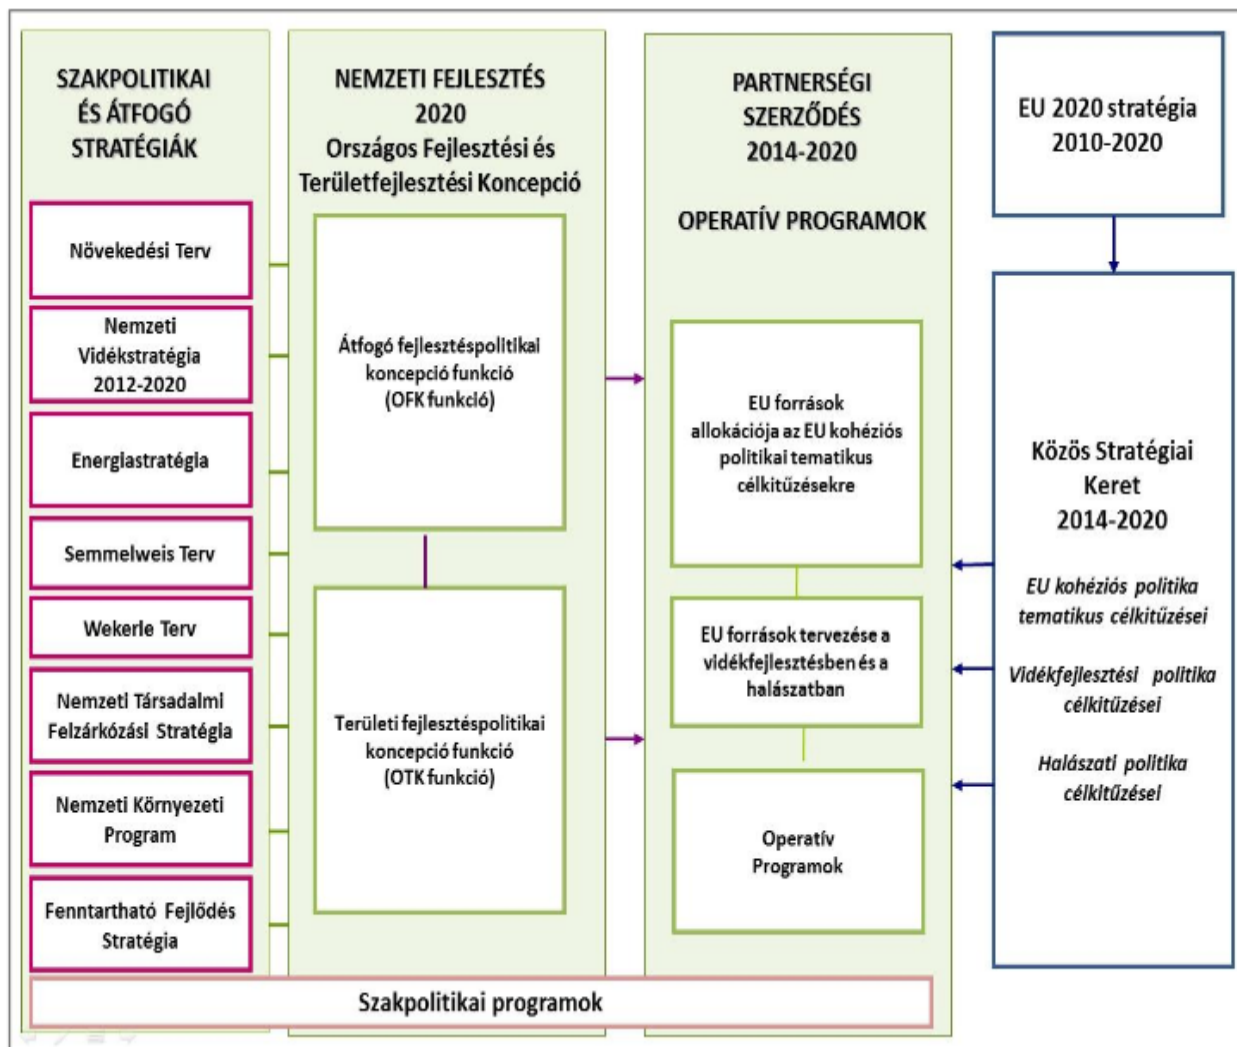 SZAKPOLITIKAI
ÉS ÁTFOGÓ
STRATÉGIÁK
Növekedési Terv
Nemzeti
Vidékstratégia
2012-2020
Energiastratégia
Semmelweis Terv
Wekerle Terv
Nemzeti Társadalmi
Felzárkózási Stratégia
Nemzeti Környezeti
Program
Fenntartható Fejlődés
Stratégia
NEMZETI FEJLESZTÉS
2020
Országos Fejlesztési és
Területfejlesztési Koncepció
Átfogó fejlesztéspolitikai
koncepció funkció
(OFK funkció)
Területi fejlesztéspolitikai
koncepció funkció
(OTK funkció)
PARTNERSÉGI
SZERZŐDÉS
2014-2020
OPERATÍV PROGRAMOK
EU források
allokációja az EU kohéziós
politikai tematikus
célkitűzésekre
EU források tervezése a
vidékfejlesztésben és a
halászatban
Operatív
Programok
EU 2020 stratégia
2010-2020
Közös Stratégiai
Keret
2014-2020
EU kohéziós politika
tematikus célkitűzései
Vidékfejlesztési politika
célkitűzései
Halászati politika
célkitűzései
Szakpolitikai programok